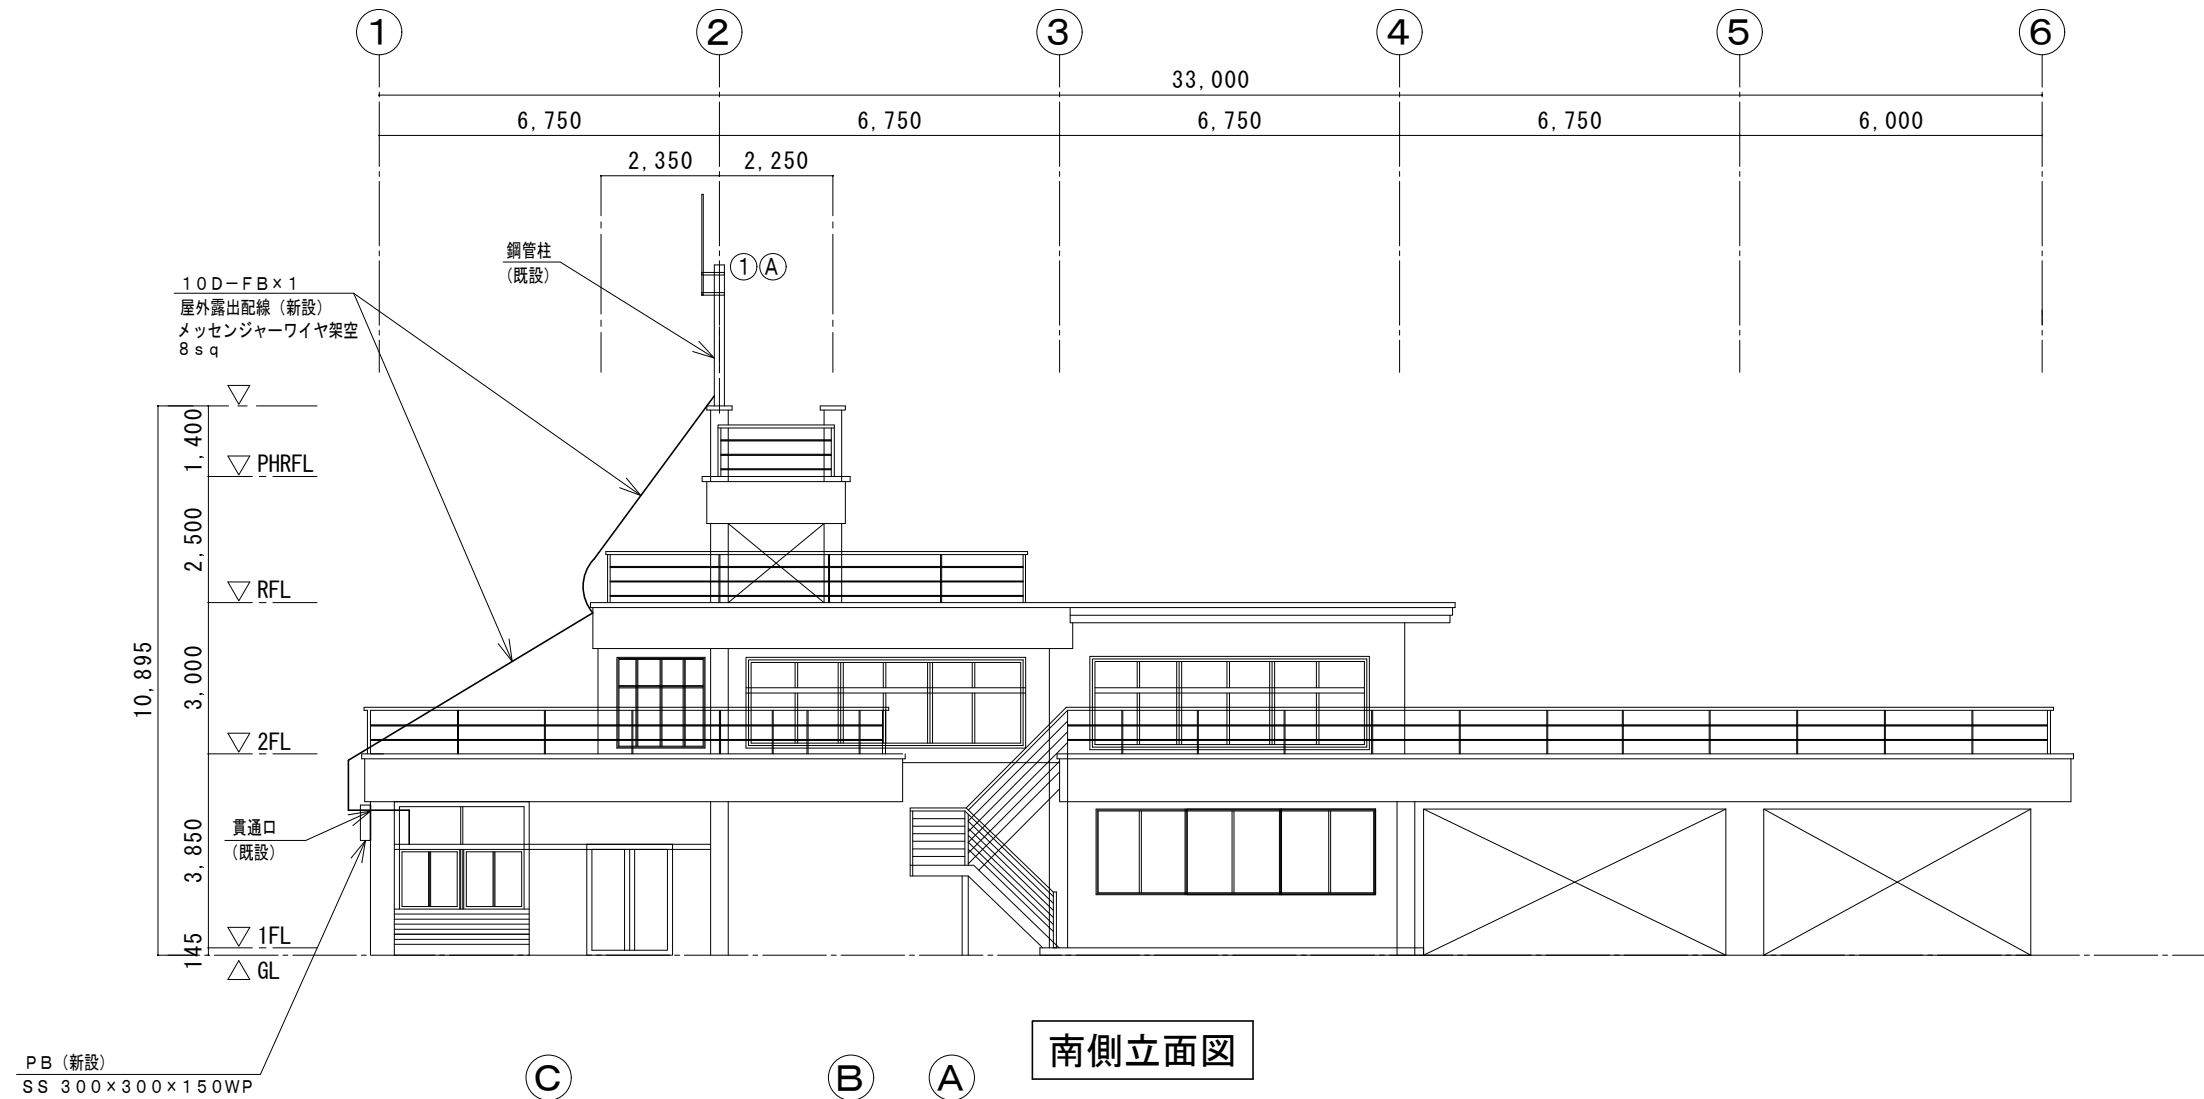 ① ② ③ ④ ⑤ ⑥
33,000
6,750 6,750 6,750 6,750 6,000
2,350 2,250
鋼管柱
(既設)
①Ⓐ
10D-FB×1
屋外露出配線(新設)
メッセンジャーワイヤ架空
8sq
1,400
PHRFL
2,500
RFL
10,895
3,000
2FL
貫通口
(既設)
3,850
1FL
145
GL
南側立面図
PB(新設)
SS 300×300×150WP
Ⓒ Ⓑ Ⓐ